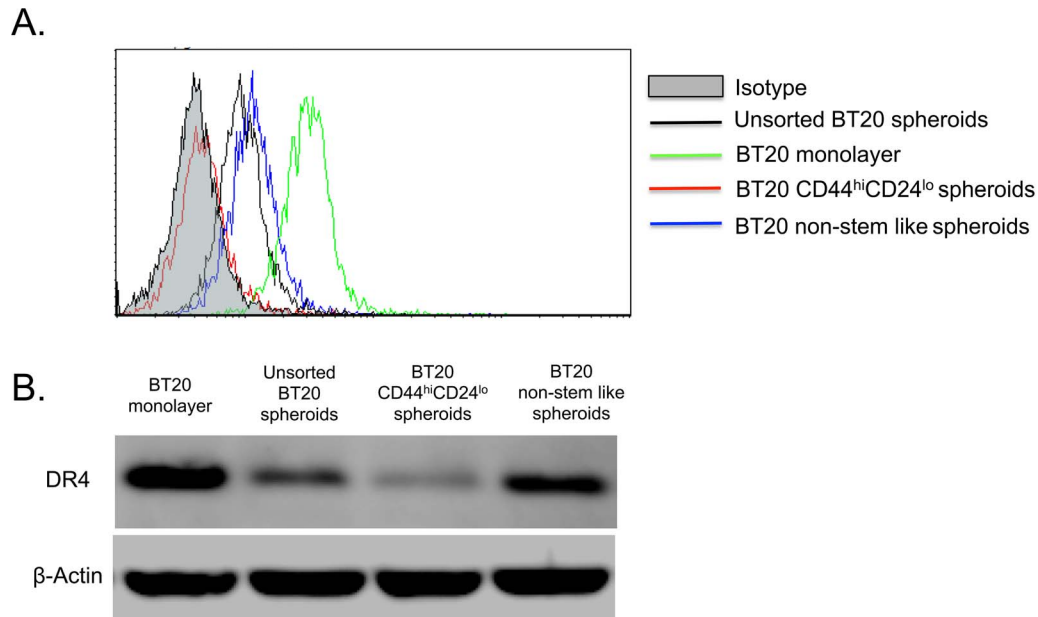 A.
Isotype
Unsorted BT20 spheroids
BT20 monolayer
BT20 CD44hiCD24lo spheroids
BT20 non-stem like spheroids
B.
BT20
monolayer
Unsorted
BT20
spheroids
BT20
CD44hiCD24lo
spheroids
BT20
non-stem like
spheroids
DR4
β-Actin